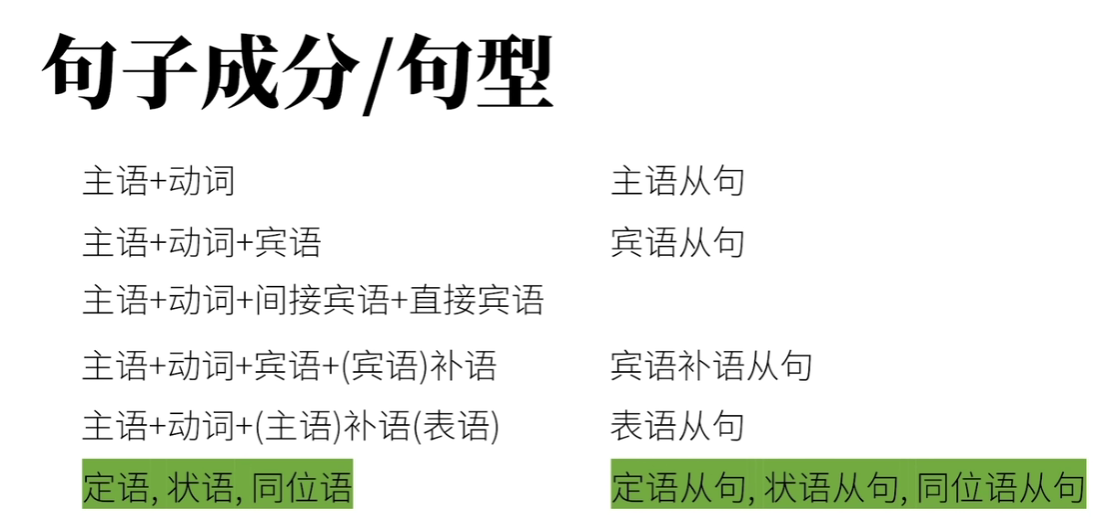 句子成分/句型
主语+动词 主语从句
主语+动词+宾语 宾语从句
主语+动词+间接宾语+直接宾语
主语+动词+宾语+(宾语)补语 宾语补语从句
主语+动词+(主语)补语(表语) 表语从句
定语, 状语, 同位语 定语从句, 状语从句, 同位语从句